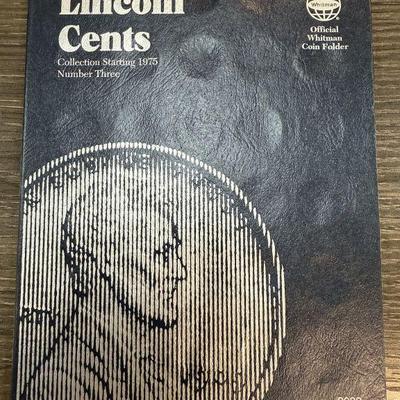 Lincoln
Cents
Collection Starting 1975
Number Three
Whitman
Official
Whitman
Coin Folder